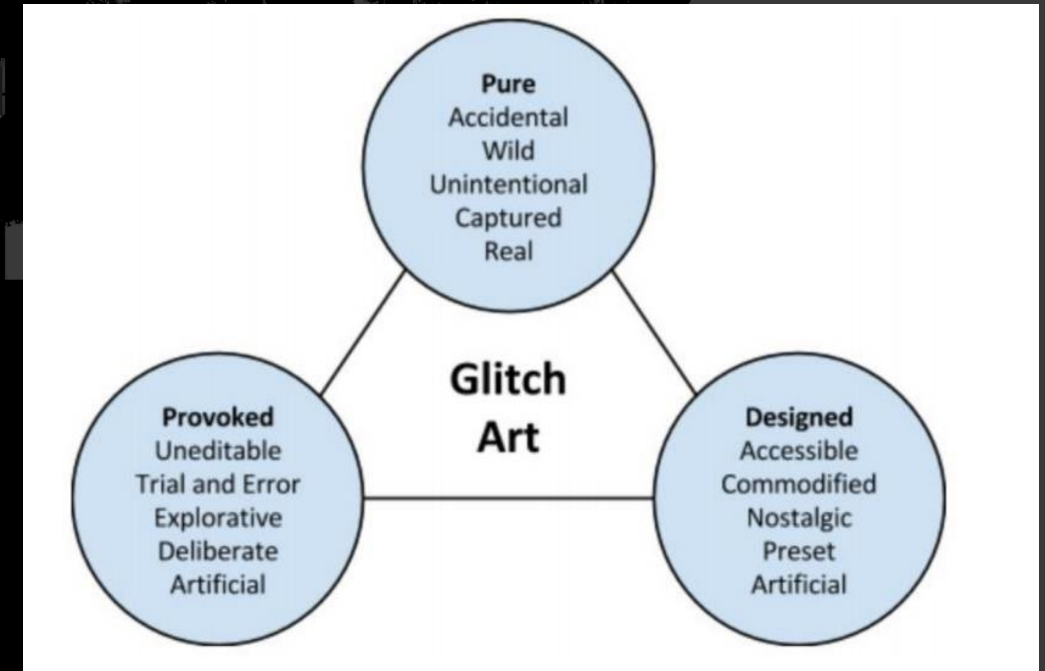 Pure
Accidental
Wild
Unintentional
Captured
Real
Glitch
Art
Provoked
Uneditable
Trial and Error
Explorative
Deliberate
Artificial
Designed
Accessible
Commodified
Nostalgic
Preset
Artificial